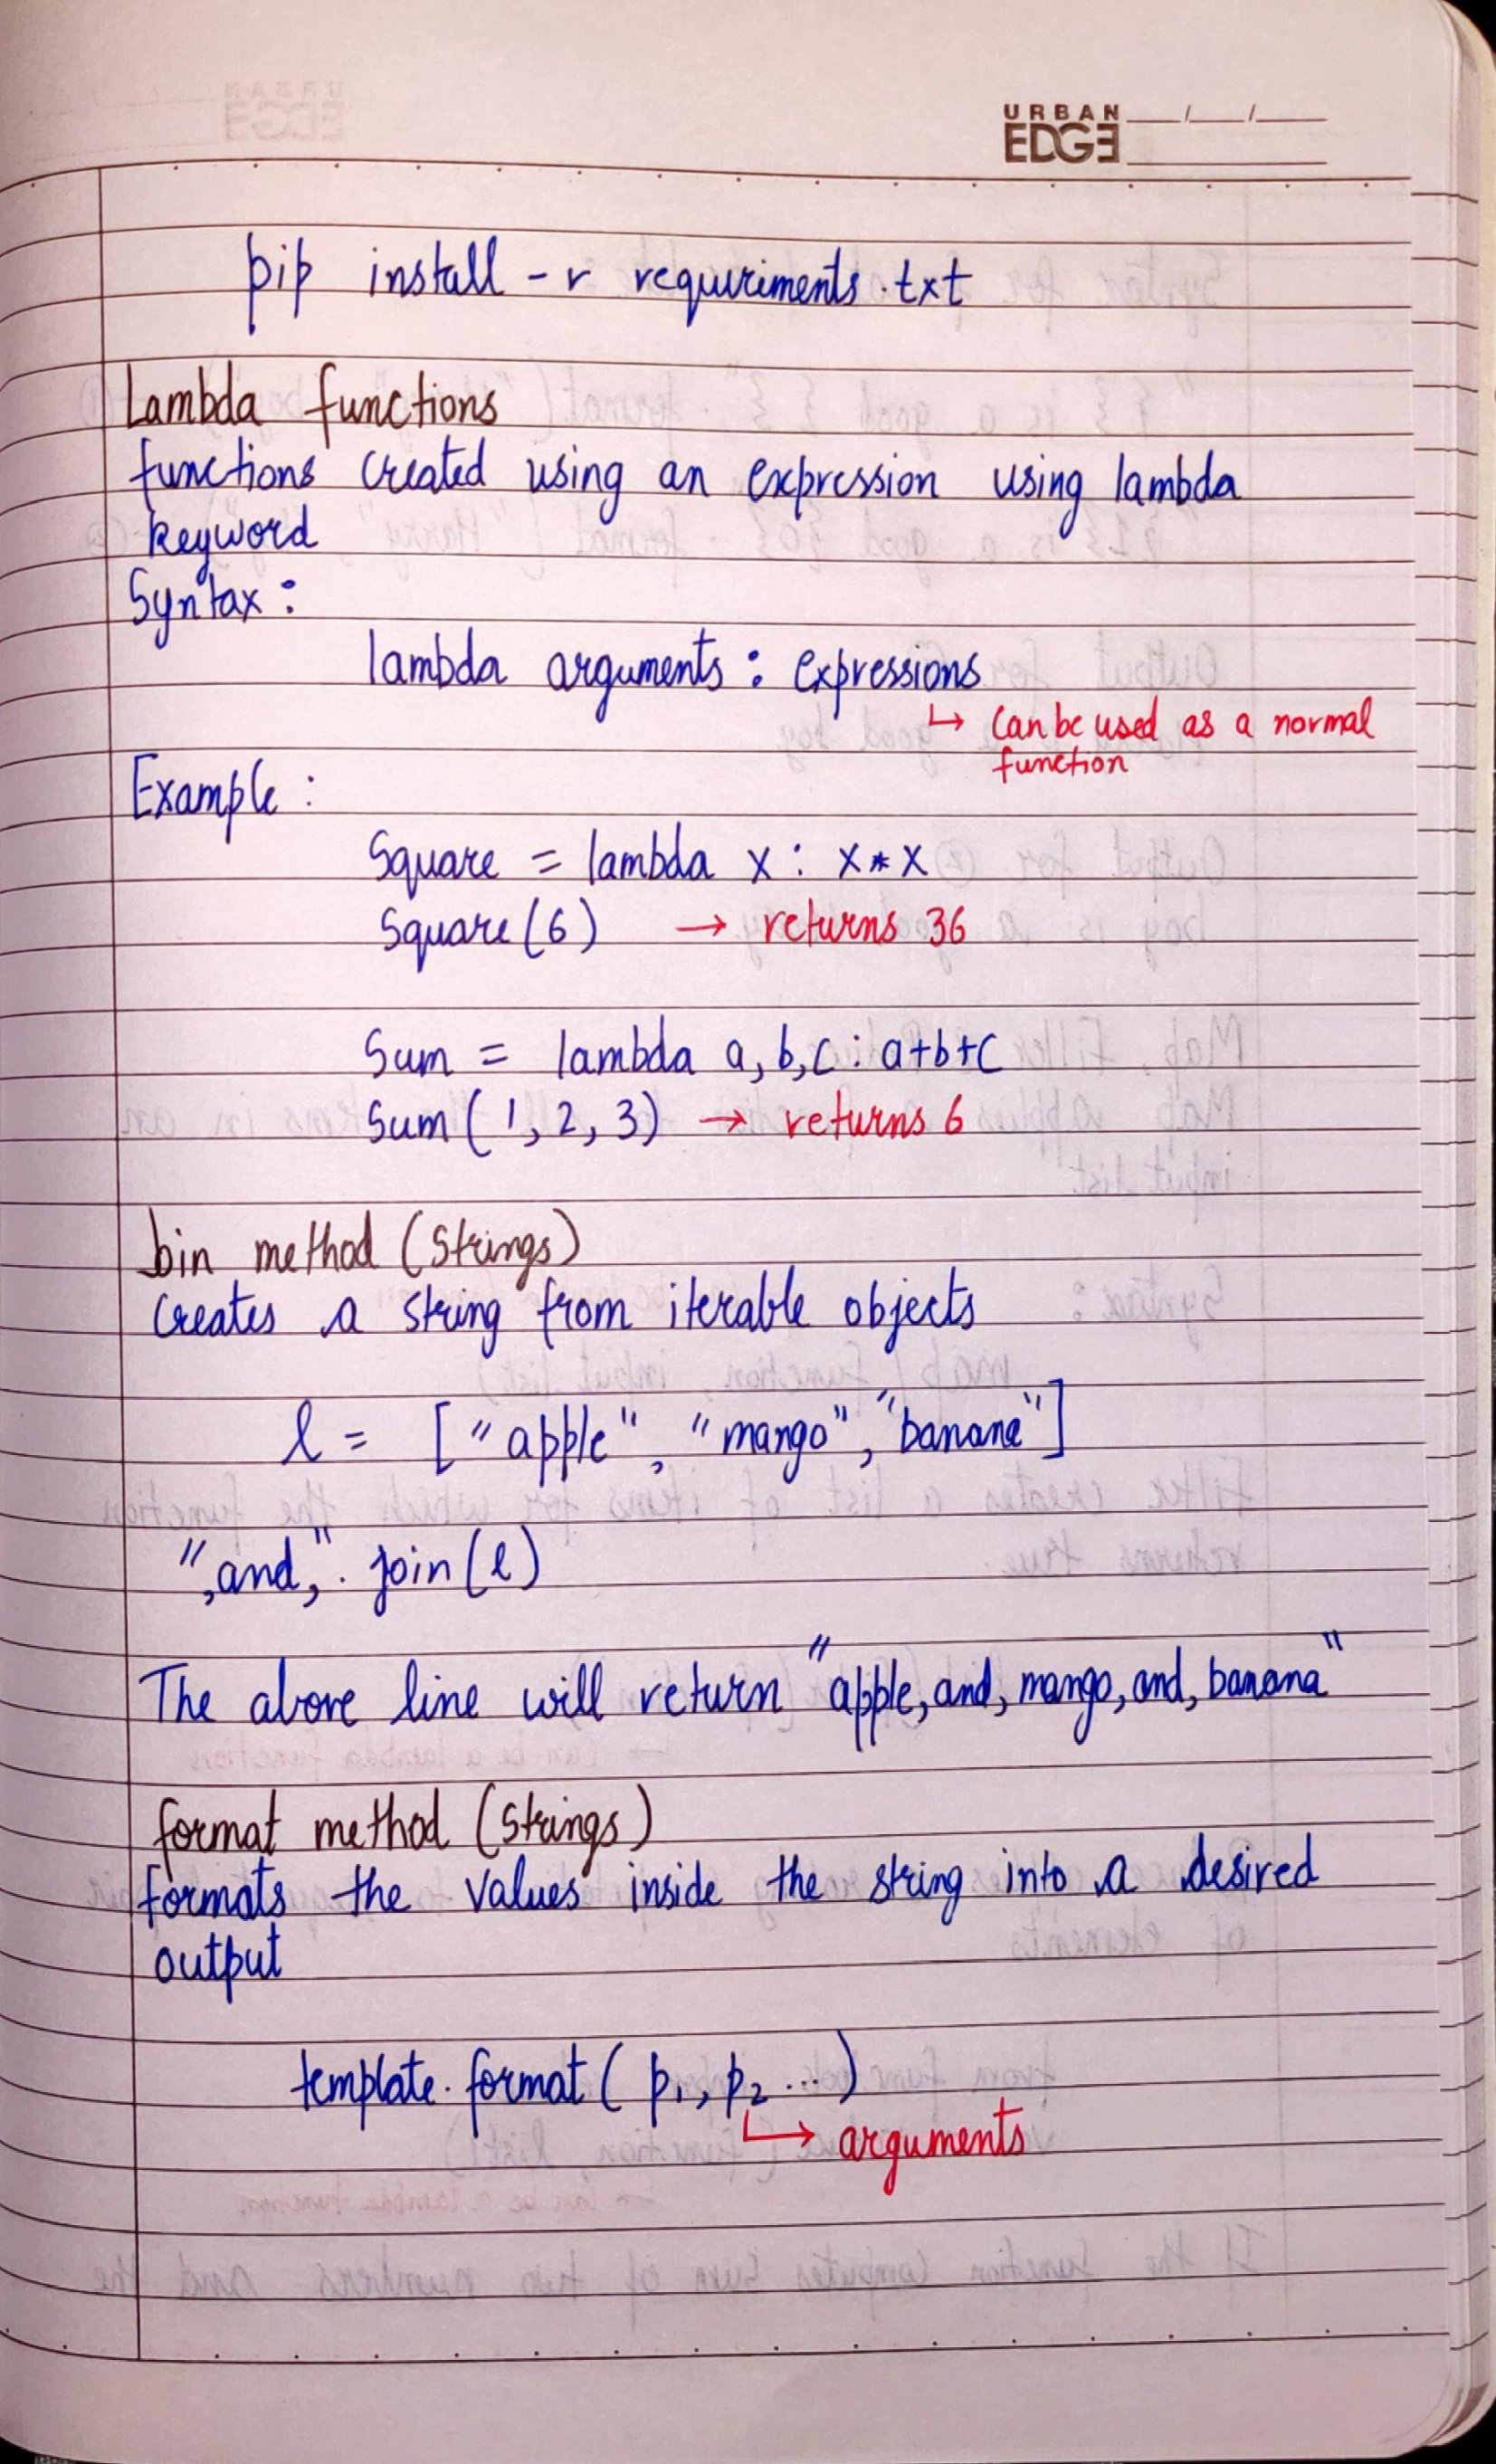 URBAN
EDGE
pip install -r requiriments.txt
Lambda functions
functions created using an expression using lambda
keyword
Syntax :
lambda arguments : expressions
↳ Can be used as a normal
function
Example :
Square = lambda x : x*x
Square(6) → returns 36
Sum = lambda a, b, c : a+b+c
Sum(1, 2, 3) → returns 6
Join method (Strings)
Creates a string from iterable objects
l = ["apple", "mango", "banana"]
",and,".join(l)
The above line will return "apple,and,mango,and,banana"
format method (Strings)
formats the values inside the string into a desired
output
template.format(p1, p2 ...)
↳ arguments